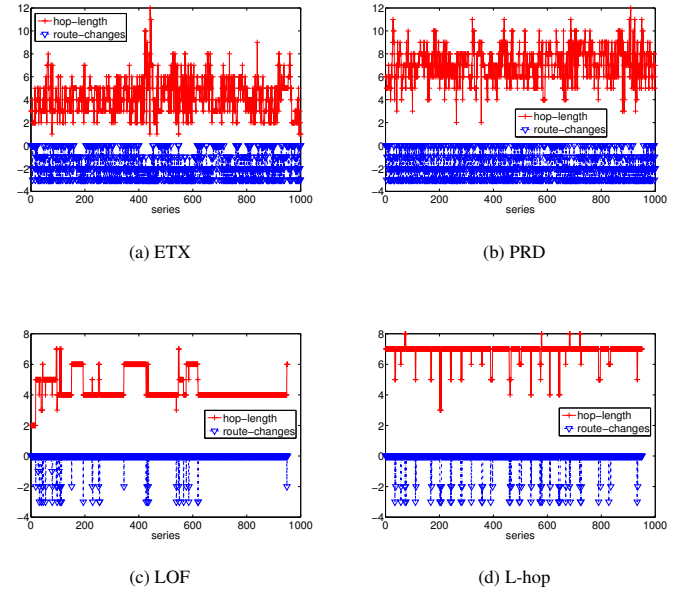 12
10
8
6
4
2
0
−2
−4
hop−length
route−changes
0 200 400 600 800 1000
series
(a) ETX
12
10
8
6
4
2
0
−2
−4
hop−length
route−changes
0 200 400 600 800 1000
series
(b) PRD
8
6
4
2
0
−2
−4
hop−length
route−changes
0 200 400 600 800 1000
series
(c) LOF
8
6
4
2
0
−2
−4
hop−length
route−changes
0 200 400 600 800 1000
series
(d) L-hop